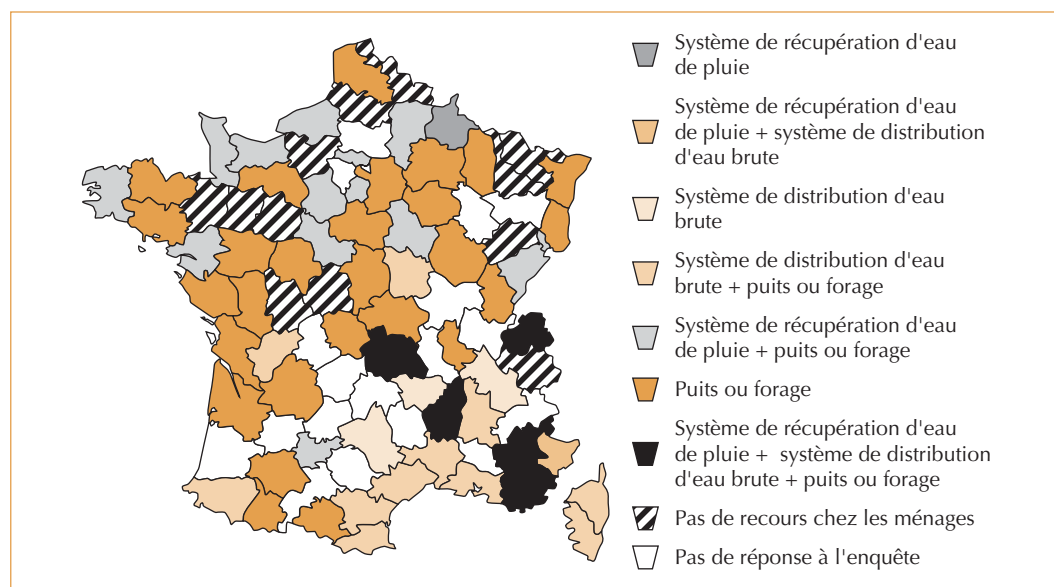 Système de récupération d'eau
de pluie
Système de récupération d'eau
de pluie + système de distribution
d'eau brute
Système de distribution d'eau
brute
Système de distribution d'eau
brute + puits ou forage
Système de récupération d'eau
de pluie + puits ou forage
Puits ou forage
Système de récupération d'eau
de pluie + système de distribution
d'eau brute + puits ou forage
Pas de recours chez les ménages
Pas de réponse à l'enquête